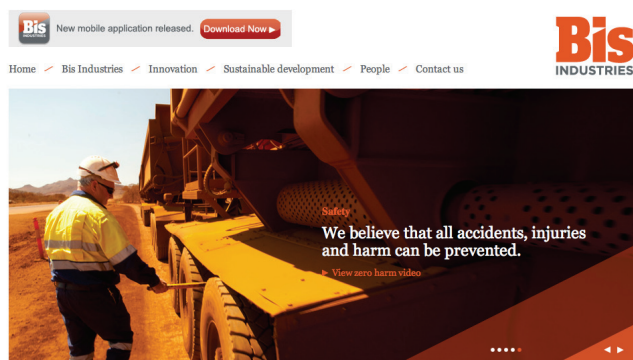 Bis
INDUSTRIES
New mobile application released.
Download Now
Bis
INDUSTRIES
Home / Bis Industries / Innovation / Sustainable development / People / Contact us
Safety
We believe that all accidents, injuries
and harm can be prevented.
View zero harm video